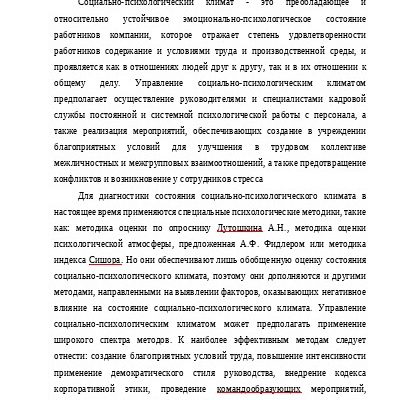 Социально-психологический климат - это преобладающее и
относительно устойчивое эмоционально-психологическое состояние
работников компании, которое отражает степень удовлетворенности
работников содержание и условиями труда и производственной среды, и
проявляется как в отношениях людей друг к другу, так и в их отношении к
общему делу. Управление социально-психологическим климатом
предполагает осуществление руководителями и специалистами кадровой
службы постоянной и системной психологической работы с персонала, а
также реализация мероприятий, обеспечивающих создание в учреждении
благоприятных условий для улучшения в трудовом коллективе
межличностных и межгрупповых взаимоотношений, а также предотвращение
конфликтов и возникновение у сотрудников стресса
Для диагностики состояния социально-психологического климата в
настоящее время применяются специальные психологические методики, такие
как: методика оценки по опроснику Лутошкина А.Н., методика оценки
психологической атмосферы, предложенная А.Ф. Фидлером или методика
индекса Сишора. Но они обеспечивают лишь обобщенную оценку состояния
социально-психологического климата, поэтому они дополняются и другими
методами, направленными на выявлении факторов, оказывающих негативное
влияние на состояние социально-психологического климата. Управление
социально-психологическим климатом может предполагать применение
широкого спектра методов. К наиболее эффективным методам следует
отнести: создание благоприятных условий труда, повышение интенсивности
применение демократического стиля руководства, внедрение кодекса
корпоративной этики, проведение командообразующих мероприятий,